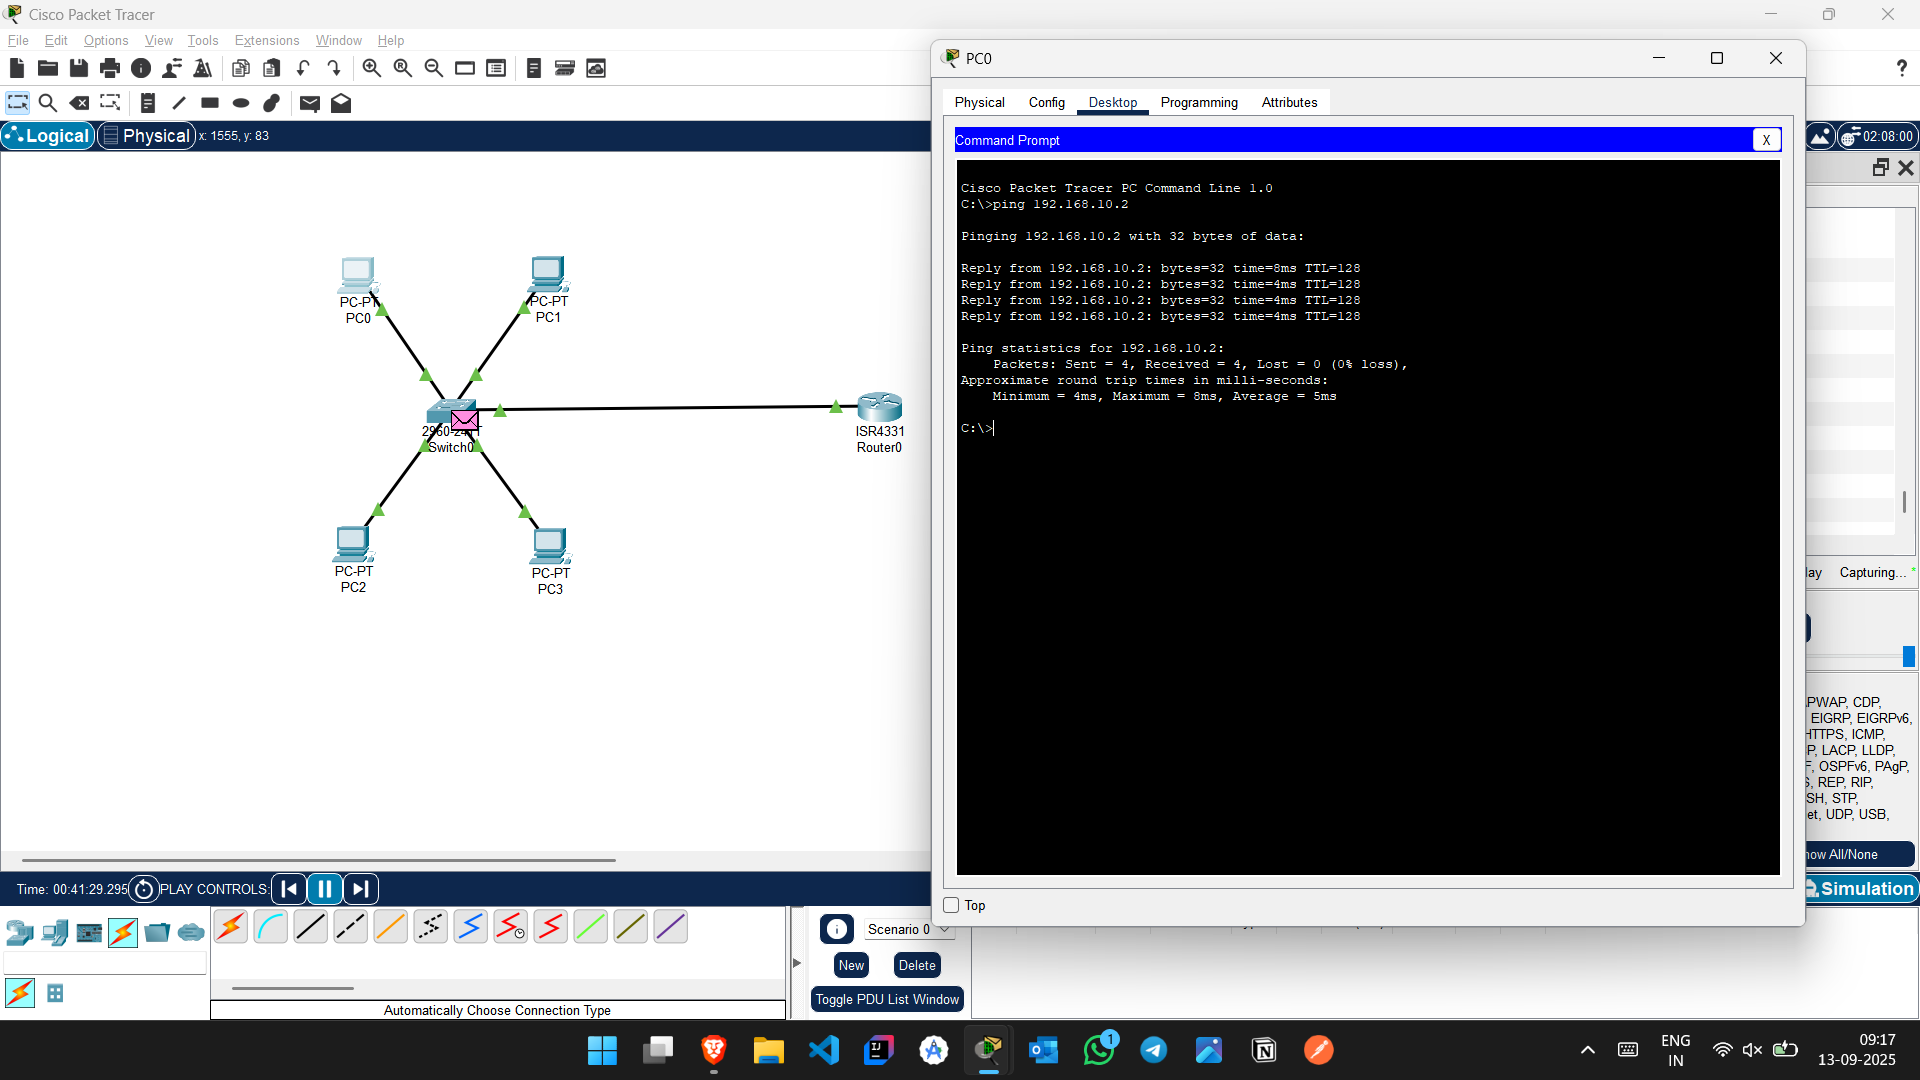 Cisco Packet Tracer
File Edit Options View Tools Extensions Window Help
Logical Physical x: 1555, y: 83
02:08:00
PC-PT
PC0
PC-PT
PC1
2960-24TT
Switch0
ISR4331
Router0
PC-PT
PC2
PC-PT
PC3
PC0
Physical Config Desktop Programming Attributes
Command Prompt X
Cisco Packet Tracer PC Command Line 1.0
C:\>ping 192.168.10.2
Pinging 192.168.10.2 with 32 bytes of data:
Reply from 192.168.10.2: bytes=32 time=8ms TTL=128
Reply from 192.168.10.2: bytes=32 time=4ms TTL=128
Reply from 192.168.10.2: bytes=32 time=4ms TTL=128
Reply from 192.168.10.2: bytes=32 time=4ms TTL=128
Ping statistics for 192.168.10.2:
Packets: Sent = 4, Received = 4, Lost = 0 (0% loss),
Approximate round trip times in milli-seconds:
Minimum = 4ms, Maximum = 8ms, Average = 5ms
C:\>
Top
lay Capturing... *
PWAP, CDP,
EIGRP, EIGRPv6,
HTTPS, ICMP,
P, LACP, LLDP,
F, OSPFv6, PAgP,
S, REP, RIP,
SH, STP,
et, UDP, USB,
how All/None
Simulation
Time: 00:41:29.295 PLAY CONTROLS:
Scenario 0
New Delete
Toggle PDU List Window
Automatically Choose Connection Type
1
ENG
IN
09:17
13-09-2025